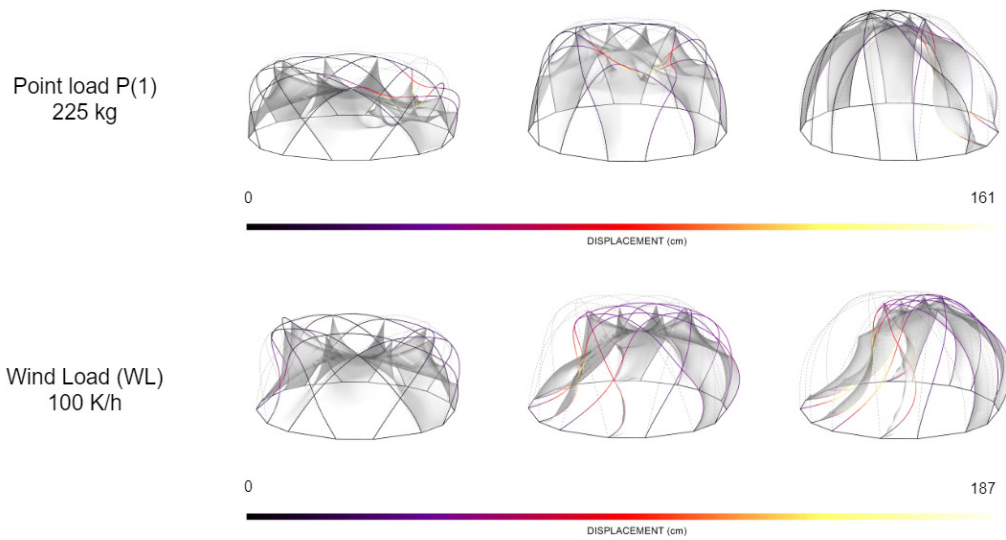 Point load P(1)
225 kg
0
161
DISPLACEMENT (cm)
Wind Load (WL)
100 K/h
0
187
DISPLACEMENT (cm)